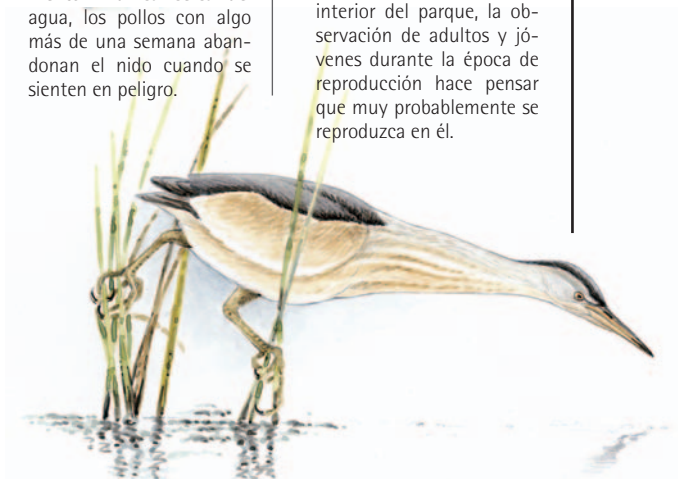 agua, los pollos con algo
más de una semana aban-
donan el nido cuando se
sienten en peligro.
interior del parque, la ob-
servación de adultos y jó-
venes durante la época de
reproducción hace pensar
que muy probablemente se
reproduzca en él.